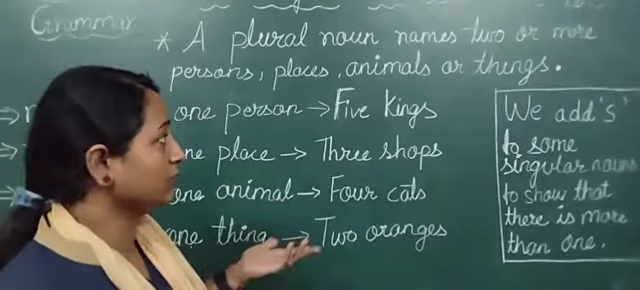 Grammar
* A plural noun names two or more
persons, places, animals or things.
⇒ one person → Five kings
⇒ one place → Three shops
⇒ one animal → Four cats
one thing → Two oranges
We add 's'
to some
singular nouns
to show that
there is more
than one.